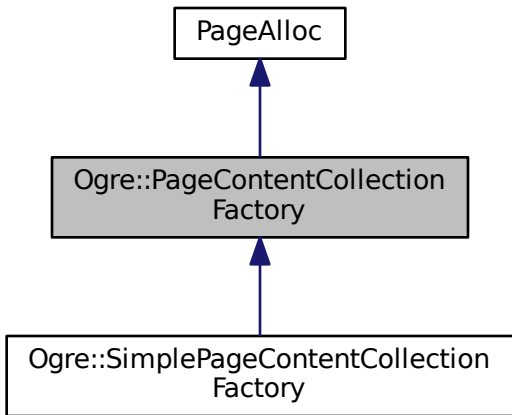 PageAlloc
Ogre::PageContentCollection
Factory
Ogre::SimplePageContentCollection
Factory